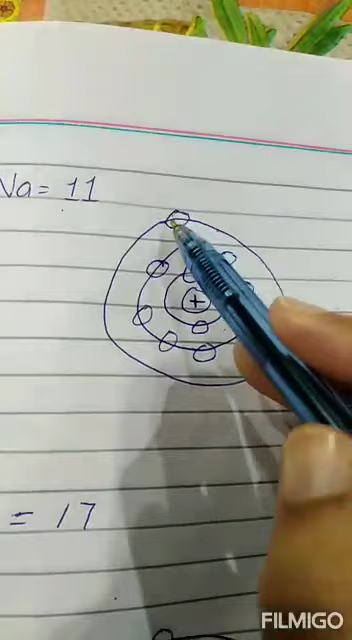 Na = 11
+
= 17
FILMIGO